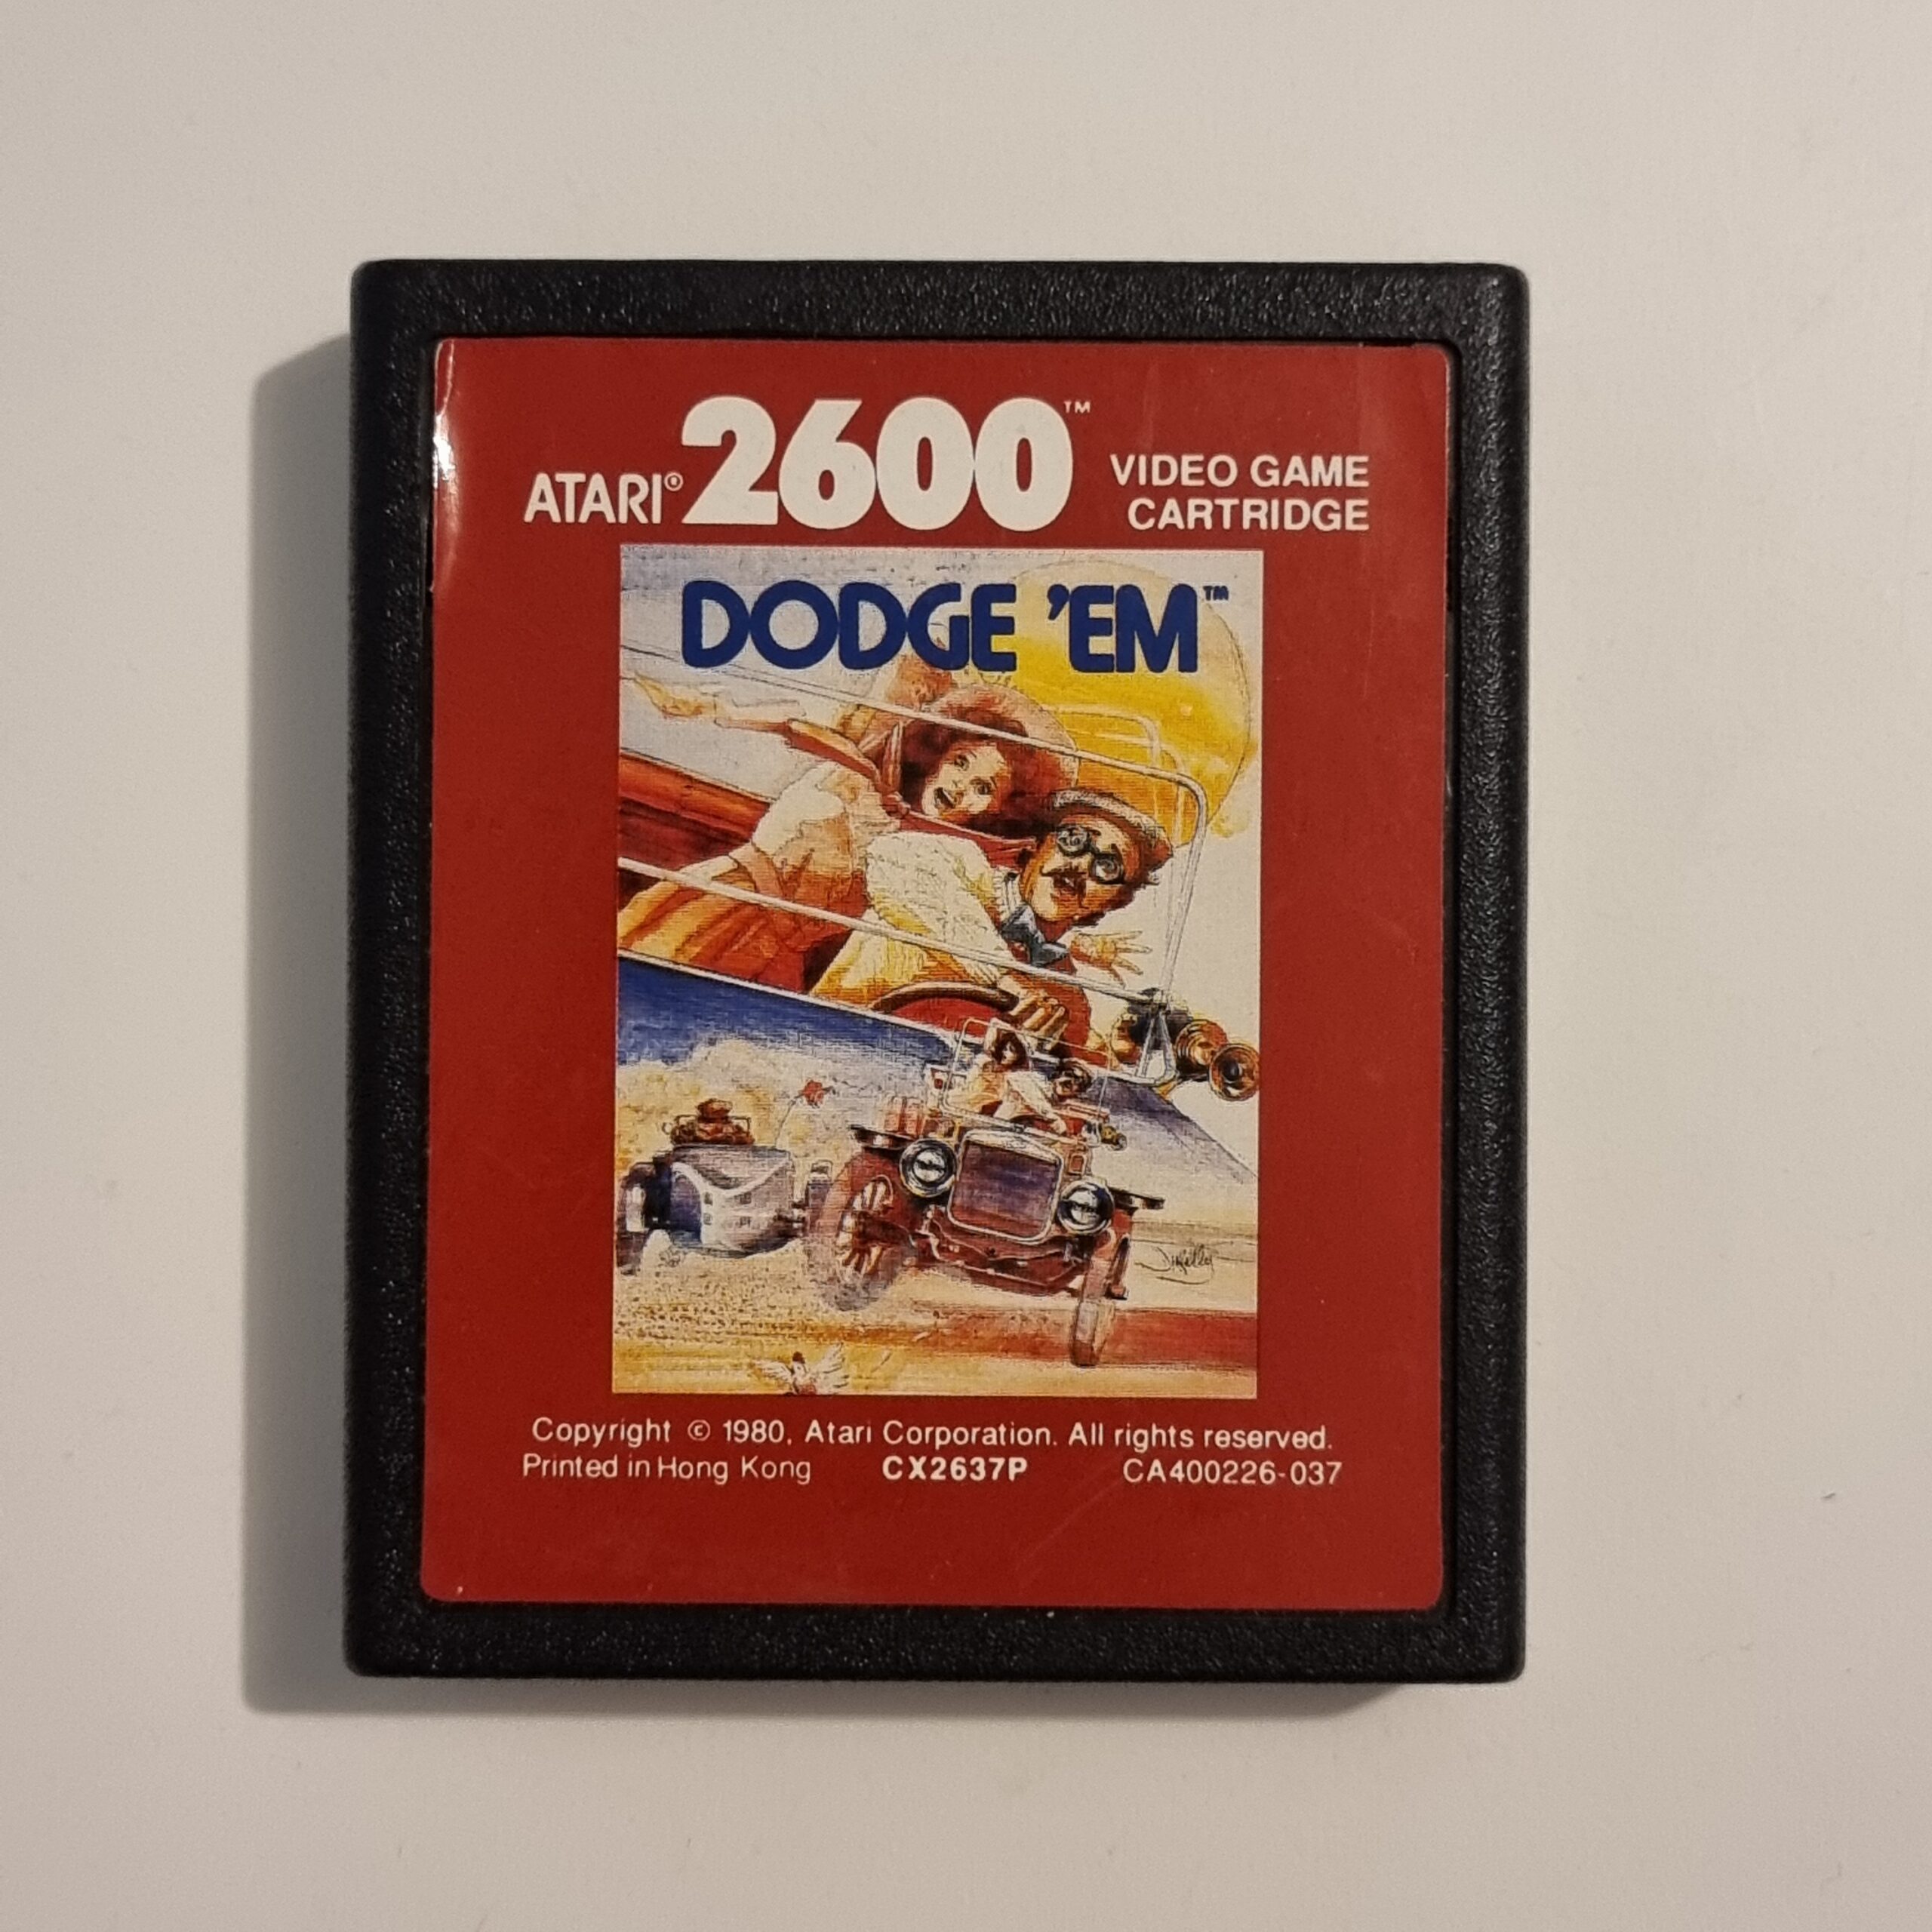 ATARI® 2600™ VIDEO GAME
CARTRIDGE
DODGE 'EM™
Copyright © 1980, Atari Corporation. All rights reserved.
Printed in Hong Kong CX2637P CA400226-037